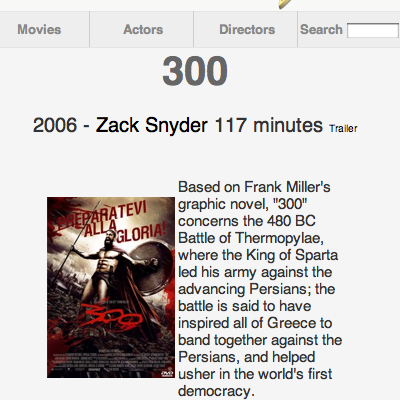 Movies Actors Directors Search
300
2006 - Zack Snyder 117 minutes Trailer
PREPARATEVI
ALLA
GLORIA!
300
DVD
Based on Frank Miller's
graphic novel, "300"
concerns the 480 BC
Battle of Thermopylae,
where the King of Sparta
led his army against the
advancing Persians; the
battle is said to have
inspired all of Greece to
band together against the
Persians, and helped
usher in the world's first
democracy.